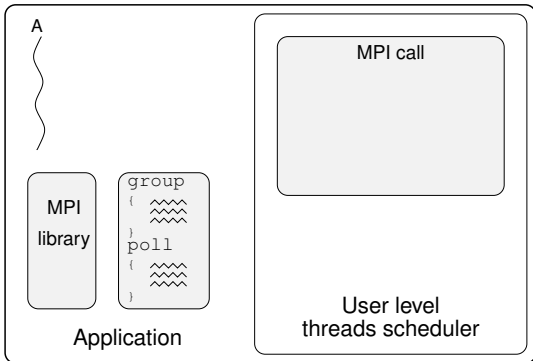 A
MPI call
MPI
library
group
{
}
poll
{
}
Application
User level
threads scheduler